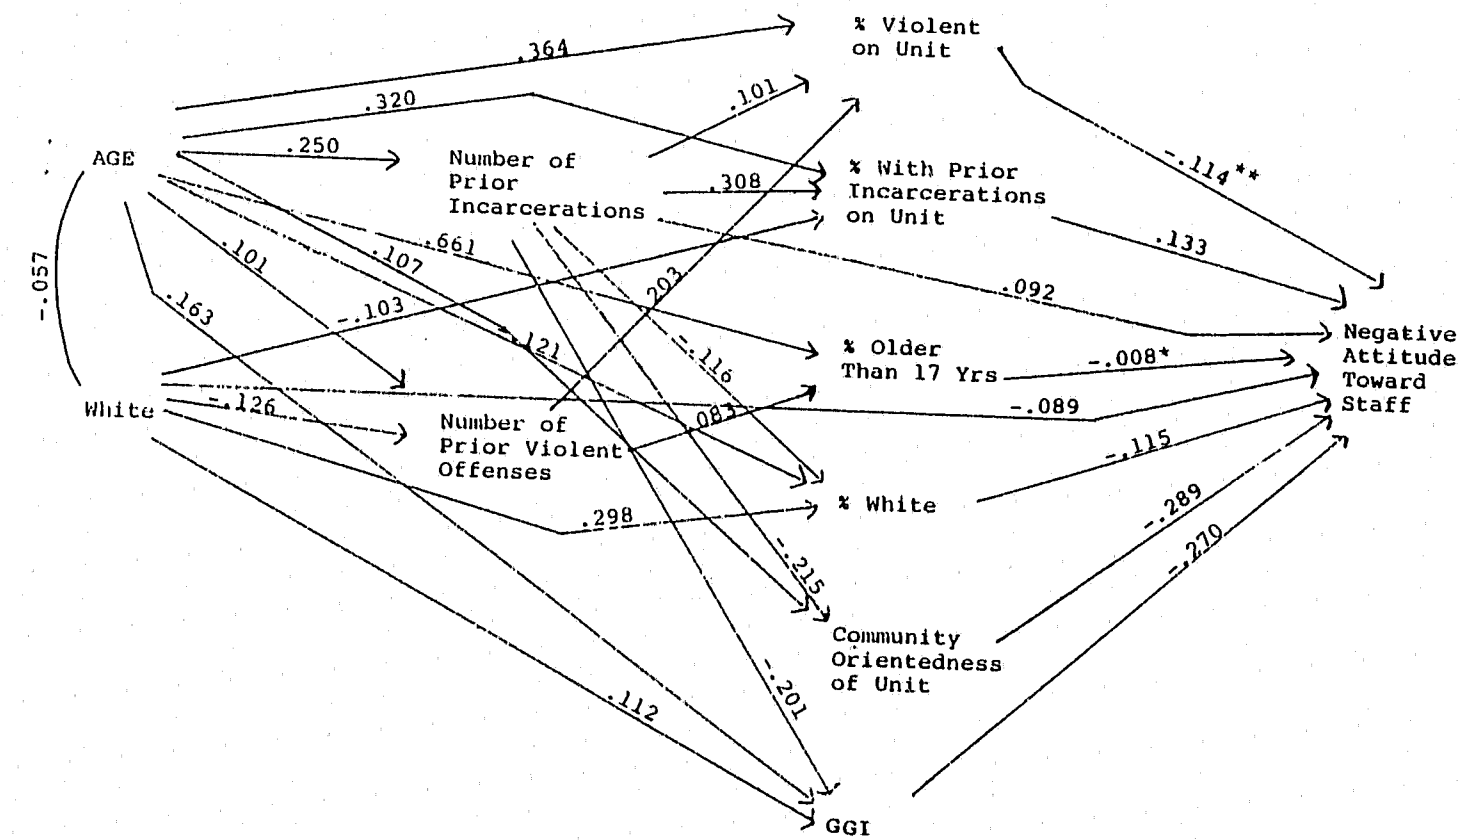 % Violent
on Unit
.364
.320
.101
.250
AGE
Number of
Prior
Incarcerations
% With Prior
Incarcerations
on Unit
-.114**
.308
.133
.661
.107
.101
-.057
.163
-.103
203
.092
.121
-.116
% Older
Than 17 Yrs
-.008*
Negative
Attitude
Toward
Staff
White
-.126
-.089
.083
Number of
Prior Violent
Offenses
-.115
.298
% White
-.289
-.270
-.215
Community
Orientedness
of Unit
-.201
.112
GGI